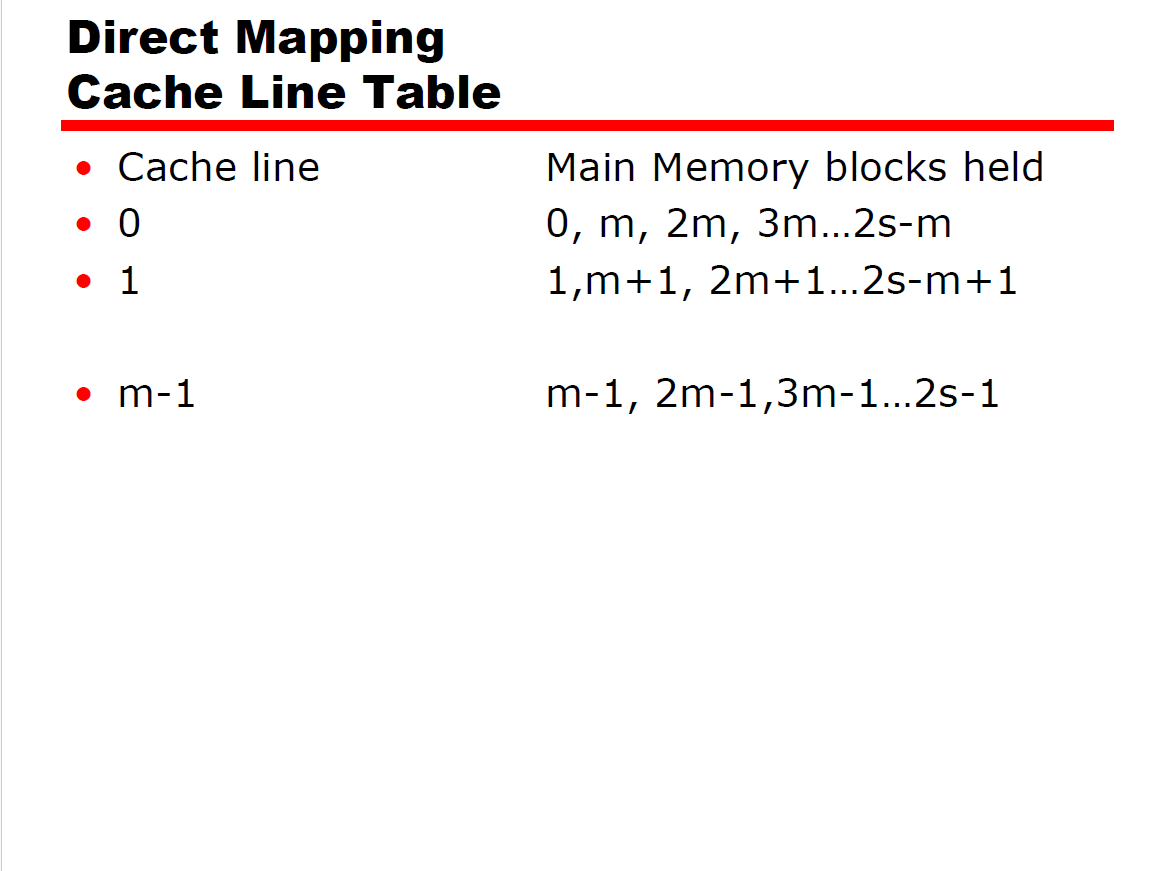 Direct Mapping
Cache Line Table
• Cache line Main Memory blocks held
• 0 0, m, 2m, 3m…2s-m
• 1 1,m+1, 2m+1…2s-m+1
• m-1 m-1, 2m-1,3m-1…2s-1